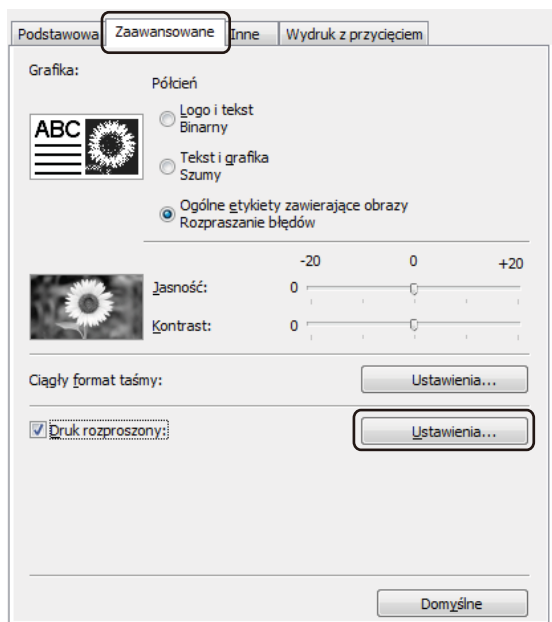 Podstawowa Zaawansowane Inne Wydruk z przycięciem
Grafika:
Półcień
ABC
Logo i tekst
Binarny
Tekst i grafika
Szumy
Ogólne etykiety zawierające obrazy
Rozpraszanie błędów
-20 0 +20
Jasność: 0
Kontrast: 0
Ciągły format taśmy: Ustawienia...
Druk rozproszony: Ustawienia...
Domyślne